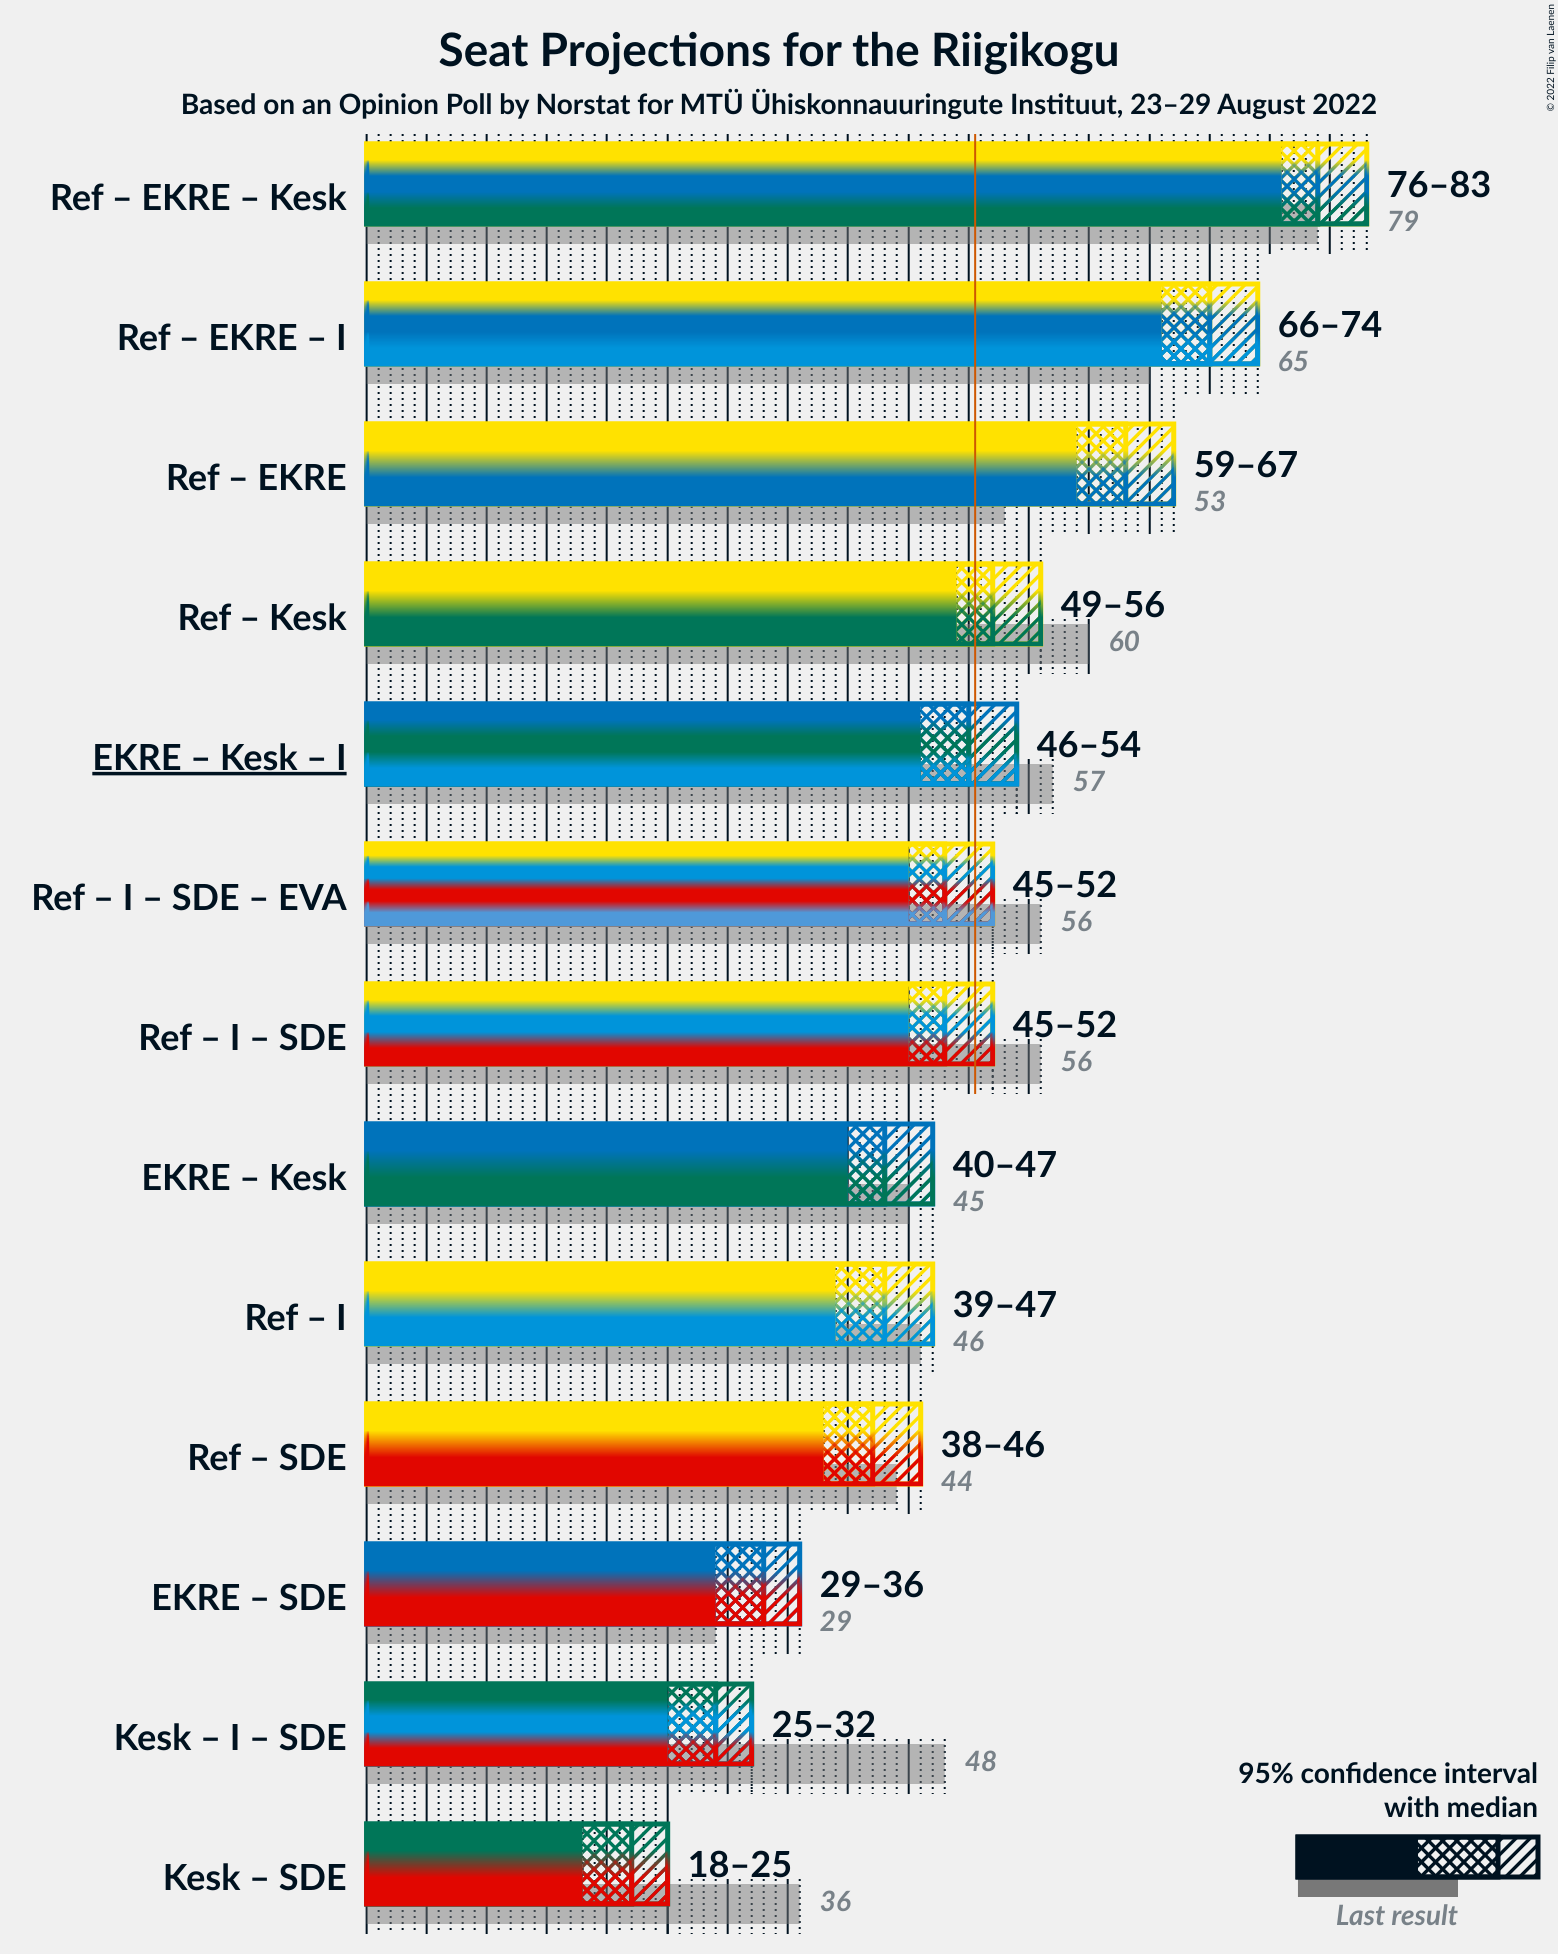 Seat Projections for the Riigikogu
Based on an Opinion Poll by Norstat for MTÜ Ühiskonnauuringute Instituut, 23–29 August 2022
© 2022 Filip van Laenen
Ref – EKRE – Kesk
76–83
79
Ref – EKRE – I
66–74
65
Ref – EKRE
59–67
53
Ref – Kesk
49–56
60
EKRE – Kesk – I
46–54
57
Ref – I – SDE – EVA
45–52
56
Ref – I – SDE
45–52
56
EKRE – Kesk
40–47
45
Ref – I
39–47
46
Ref – SDE
38–46
44
EKRE – SDE
29–36
29
Kesk – I – SDE
25–32
48
Kesk – SDE
18–25
36
95% confidence interval
with median
Last result